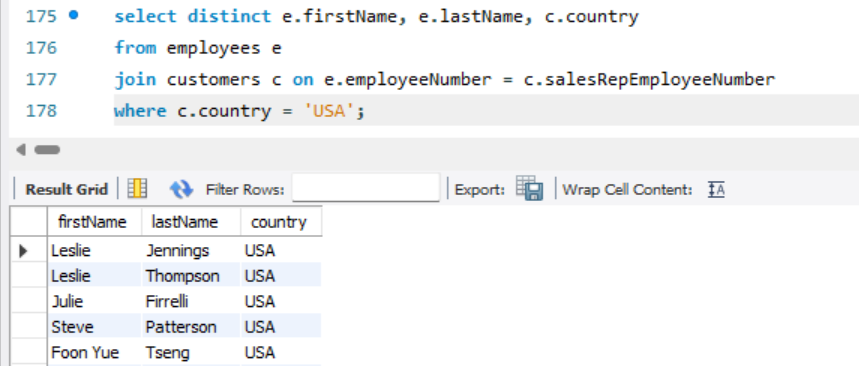 175 select distinct e.firstName, e.lastName, c.country
176 from employees e
177 join customers c on e.employeeNumber = c.salesRepEmployeeNumber
178 where c.country = 'USA';
Result Grid Filter Rows: Export: Wrap Cell Content: IA
firstName lastName country
Leslie Jennings USA
Leslie Thompson USA
Julie Firrelli USA
Steve Patterson USA
Foon Yue Tseng USA